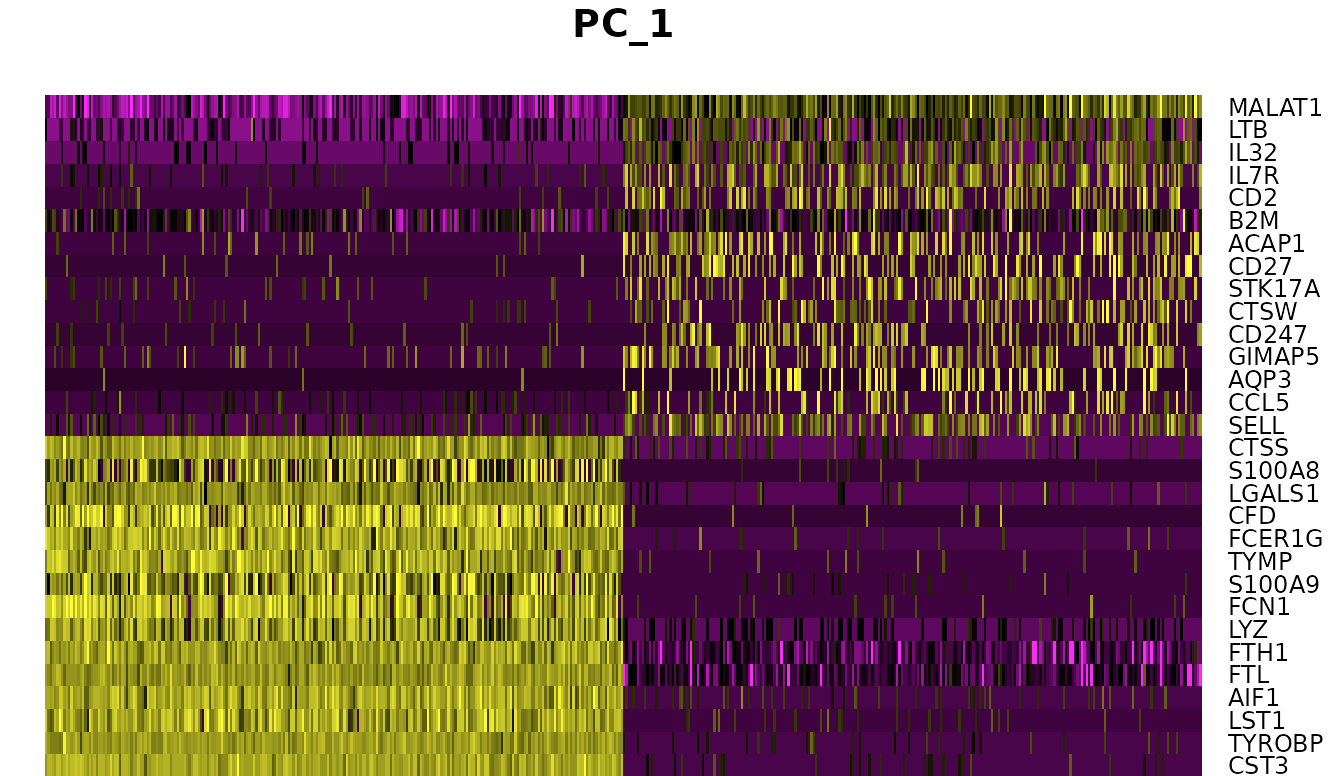 PC_1
MALAT1
LTB
IL32
IL7R
CD2
B2M
ACAP1
CD27
STK17A
CTSW
CD247
GIMAP5
AQP3
CCL5
SELL
CTSS
S100A8
LGALS1
CFD
FCER1G
TYMP
S100A9
FCN1
LYZ
FTH1
FTL
AIF1
LST1
TYROBP
CST3